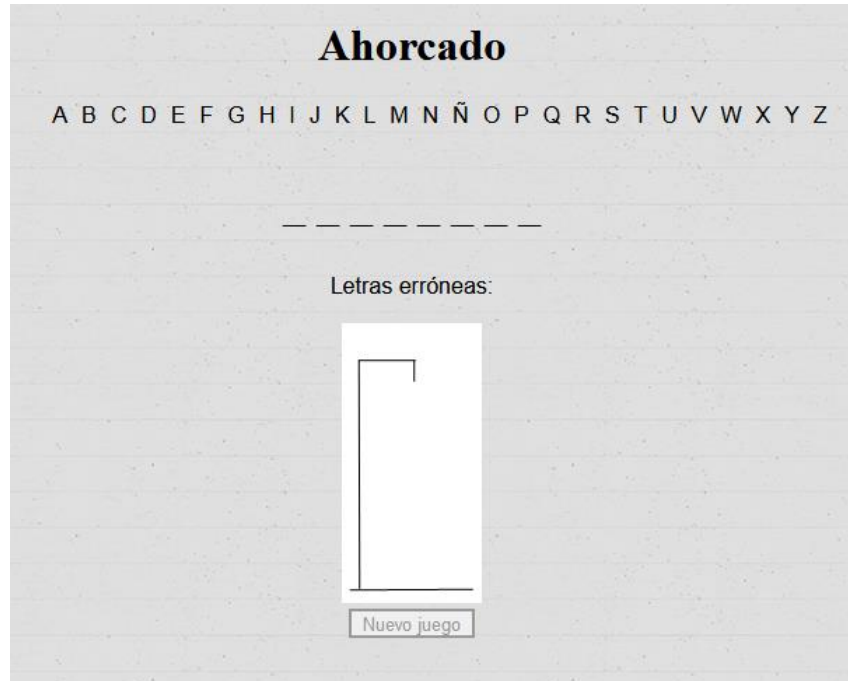 Ahorcado
A B C D E F G H I J K L M N Ñ O P Q R S T U V W X Y Z
_ _ _ _ _ _ _ _
Letras erróneas:
Nuevo juego